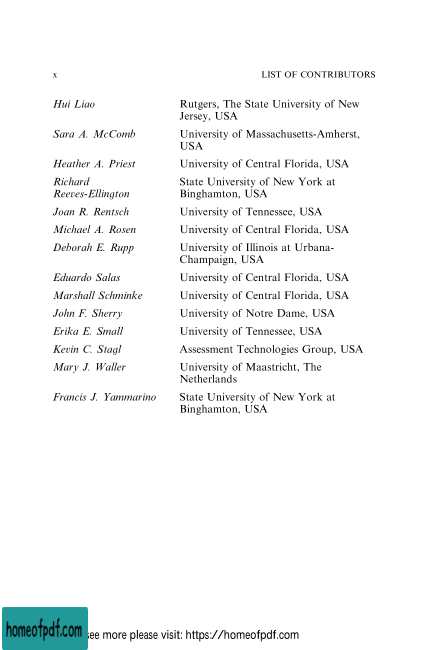 x LIST OF CONTRIBUTORS
Hui Liao Rutgers, The State University of New
Jersey, USA
Sara A. McComb University of Massachusetts-Amherst,
USA
Heather A. Priest University of Central Florida, USA
Richard State University of New York at
Reeves-Ellington Binghamton, USA
Joan R. Rentsch University of Tennessee, USA
Michael A. Rosen University of Central Florida, USA
Deborah E. Rupp University of Illinois at Urbana-
Champaign, USA
Eduardo Salas University of Central Florida, USA
Marshall Schminke University of Central Florida, USA
John F. Sherry University of Notre Dame, USA
Erika E. Small University of Tennessee, USA
Kevin C. Stagl Assessment Technologies Group, USA
Mary J. Waller University of Maastricht, The
Netherlands
Francis J. Yammarino State University of New York at
Binghamton, USA
homeofpdf.com see more please visit: https://homeofpdf.com